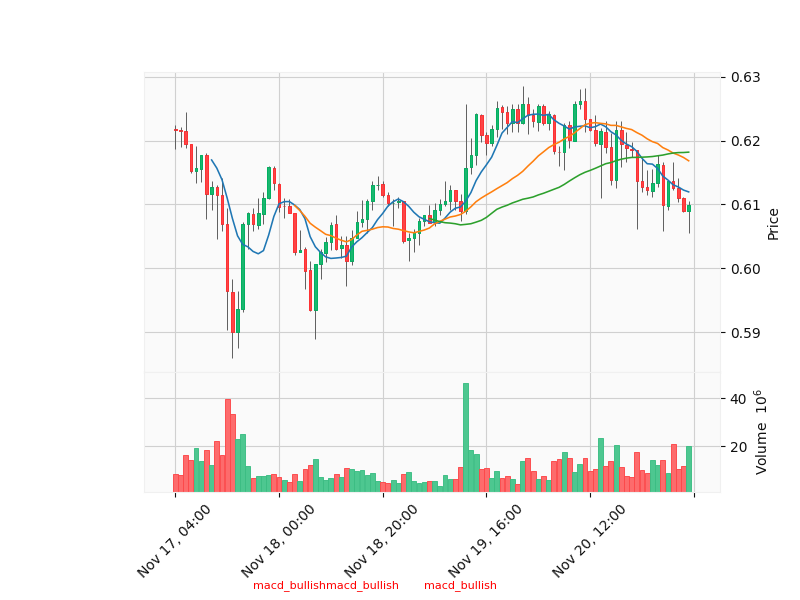 0.63
0.62
0.61
0.60
0.59
Price
40
20
Volume 10^6
Nov 17, 04:00
Nov 18, 00:00
Nov 18, 20:00
Nov 19, 16:00
Nov 20, 12:00
macd_bullishmacd_bullish macd_bullish